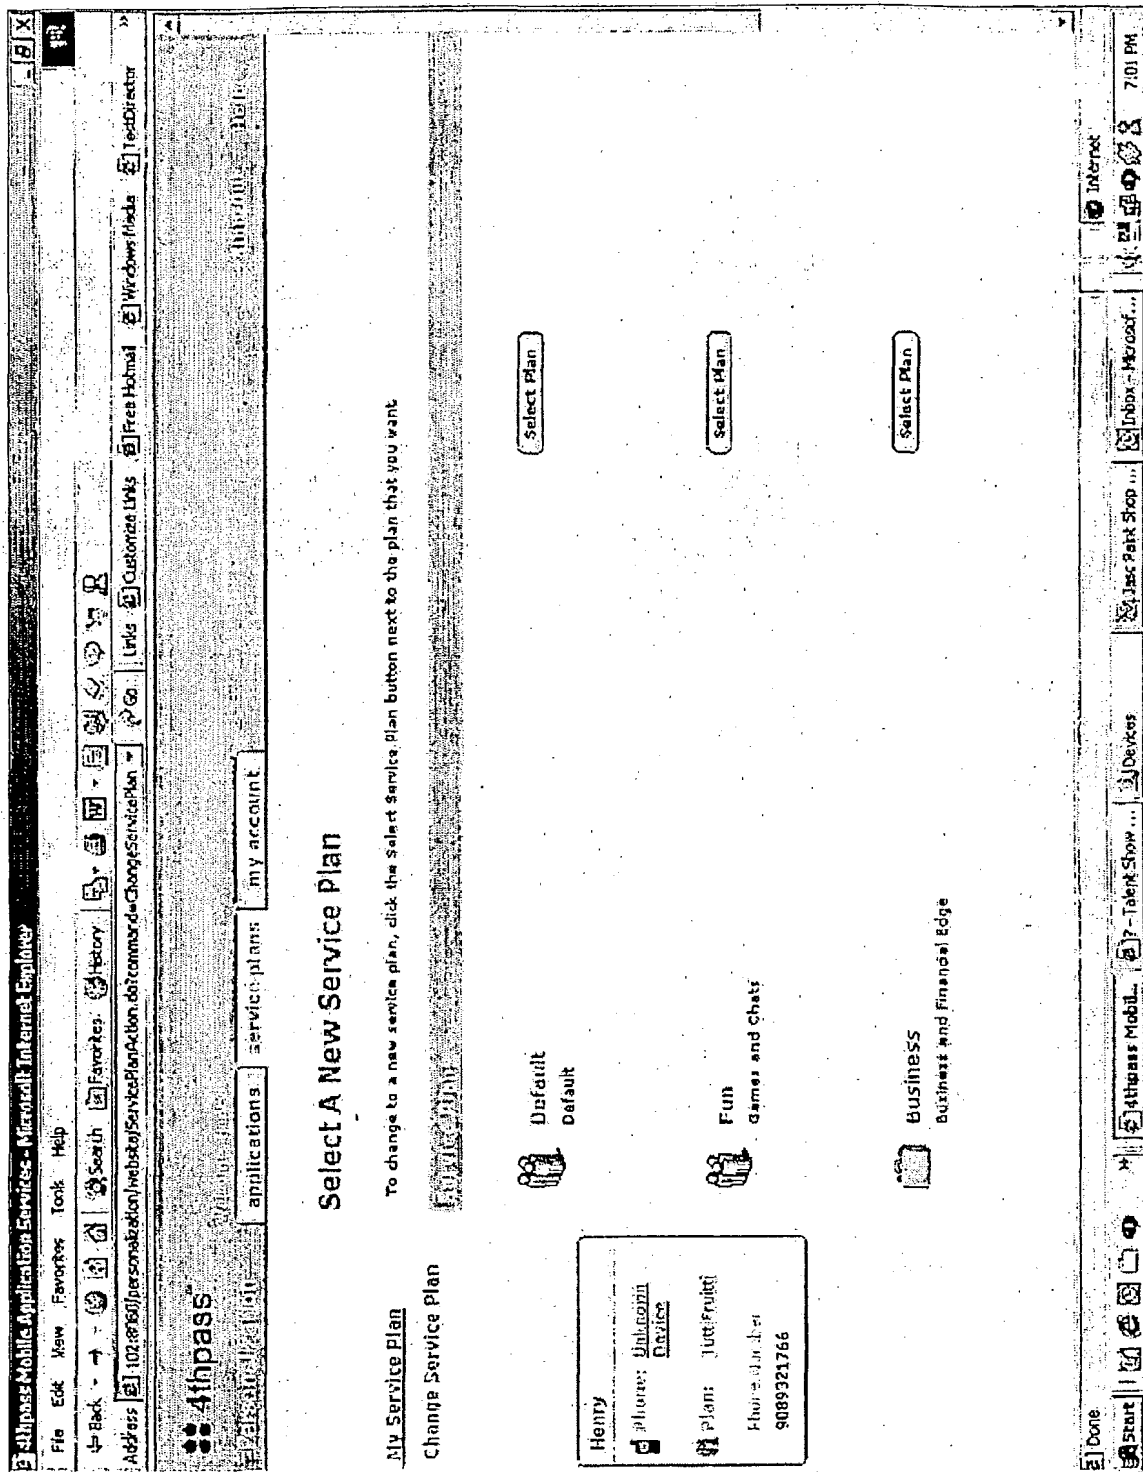 4thpass Mobile Application Services - Microsoft Internet Explorer
File Edit View Favorites Tools Help
Back Search Favorites History
Address 102:8080/personalization/website/ServicePlanAction.do?command=ChangeServicePlan Go Links Customize Links Free Hotmail Windows Media TestDirector
4thpass
applications service plans my account
My Service Plan
Change Service Plan
Select A New Service Plan
To change to a new service plan, click the Select Service Plan button next to the plan that you want
Default
Default
Select Plan
Fun
Games and Chats
Select Plan
Business
Business and Financial Edge
Select Plan
Henry
Phone: Unknown
Device
Plan: TuttiFruitti
Phone Number
9089321766
Done Internet
Start 4thpass Mobil... ?-Talent Show ... Devices Jasc Paint Shop ... Inbox - Microsof... 7:01 PM